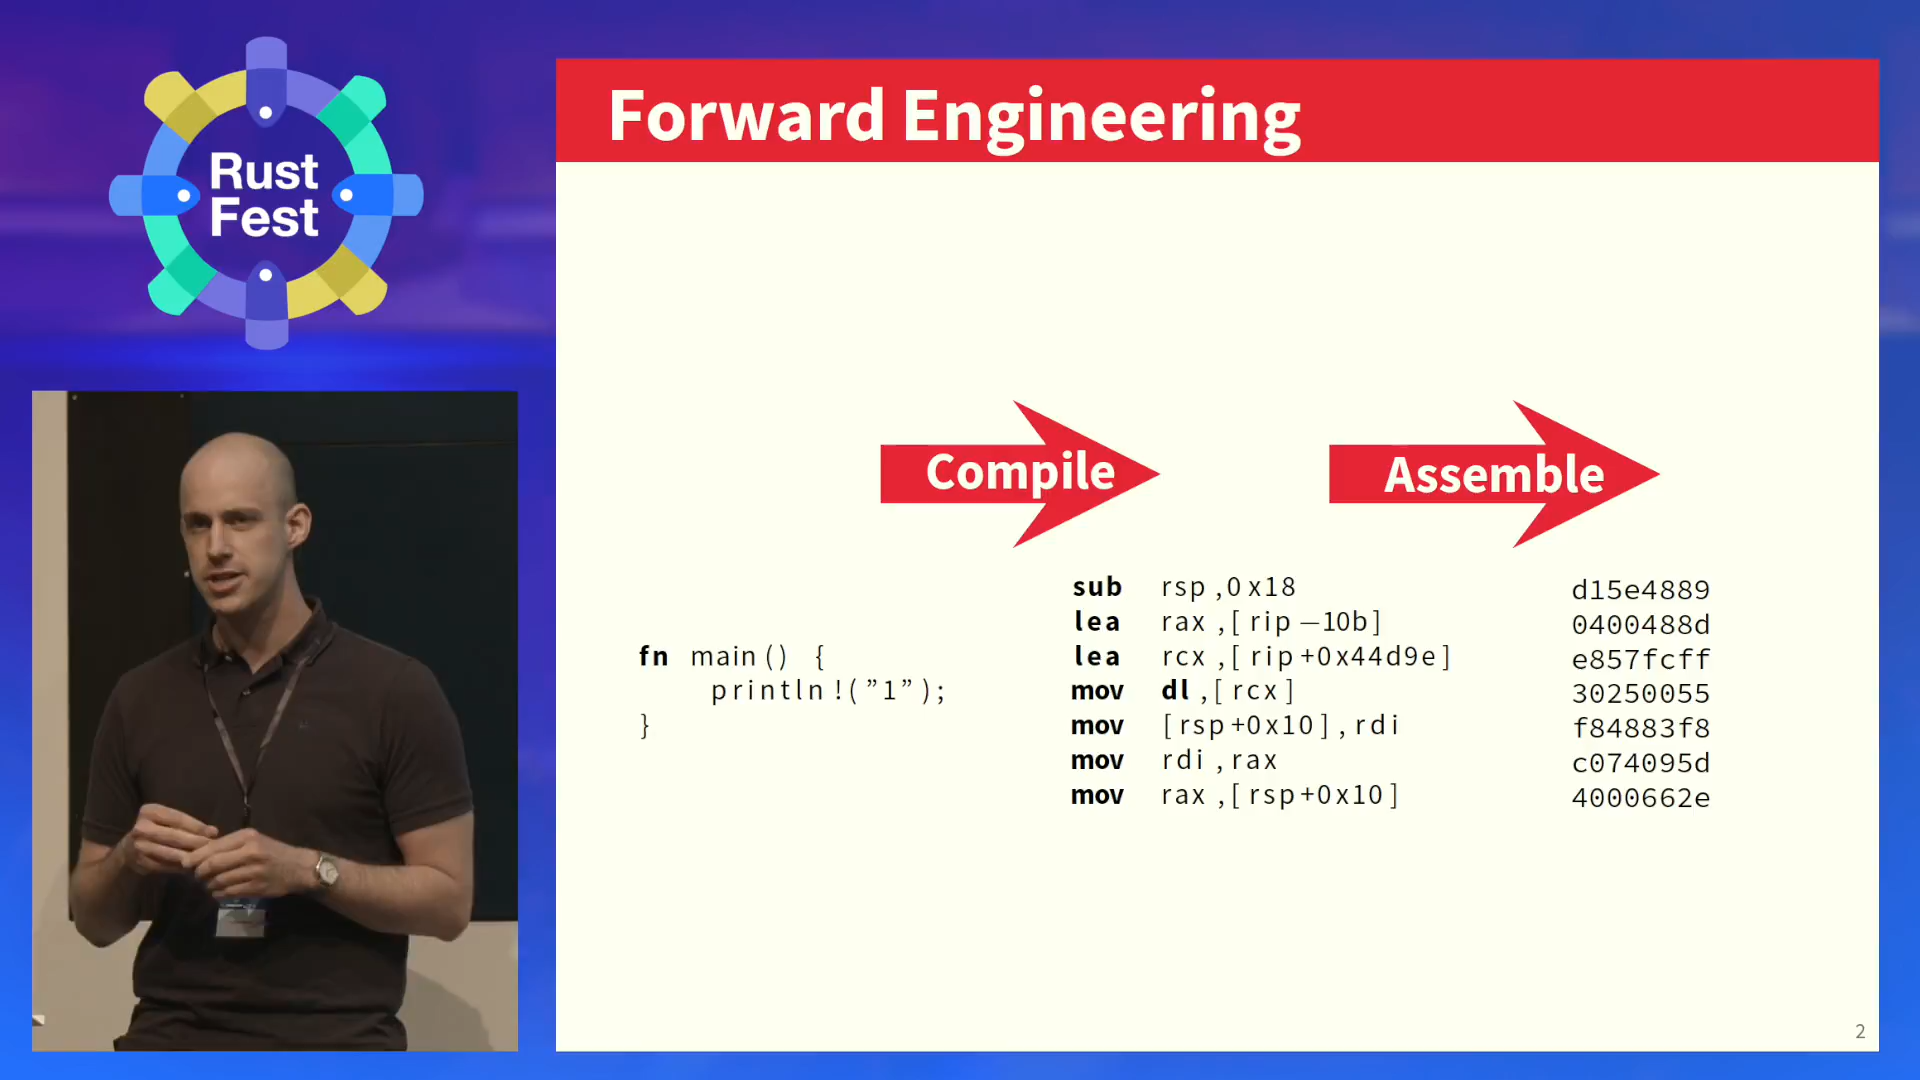 Rust
Fest
Forward Engineering
Compile
Assemble
fn main() {
println!("1");
}
sub rsp,0x18
lea rax,[rip—10b]
lea rcx,[rip+0x44d9e]
mov dl,[rcx]
mov [rsp+0x10],rdi
mov rdi,rax
mov rax,[rsp+0x10]
d15e4889
0400488d
e857fcff
30250055
f84883f8
c074095d
4000662e
2